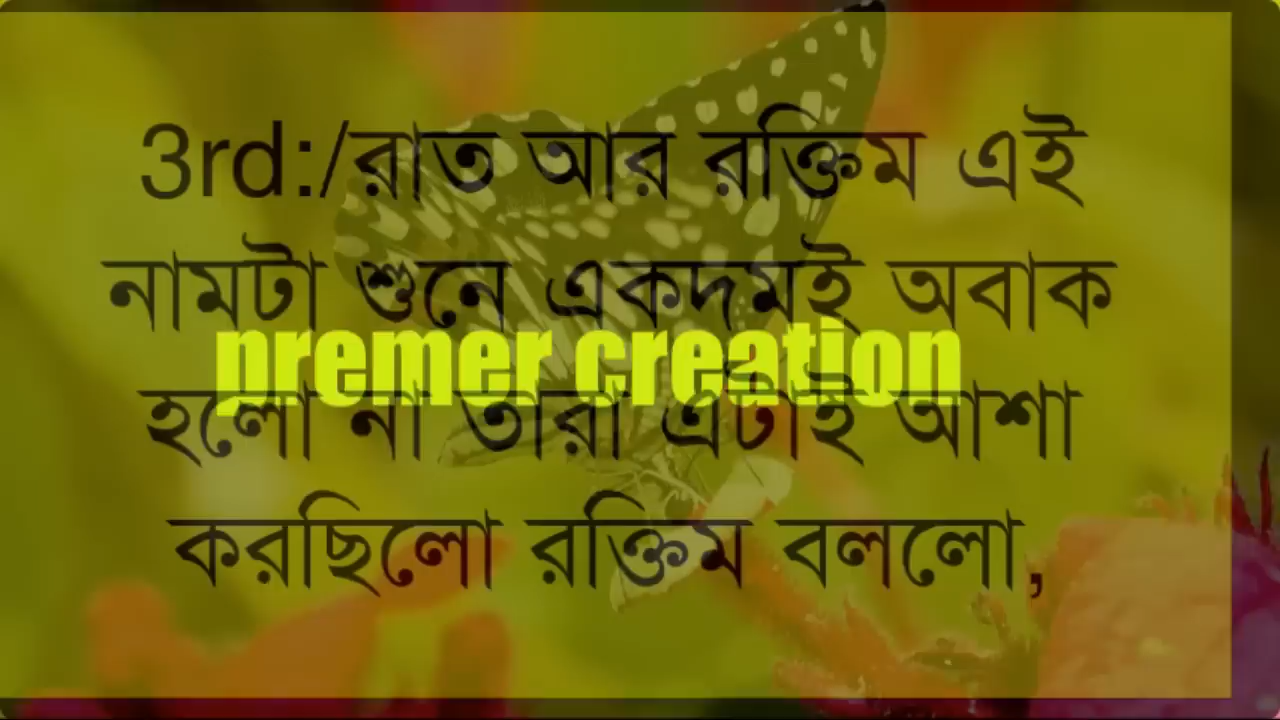 3rd:/রাত আর রক্তিম এই
নামটা শুনে একদমই অবাক
premer creation
হলো না তারা এটাই আশা
করছিলো রক্তিম বললো,